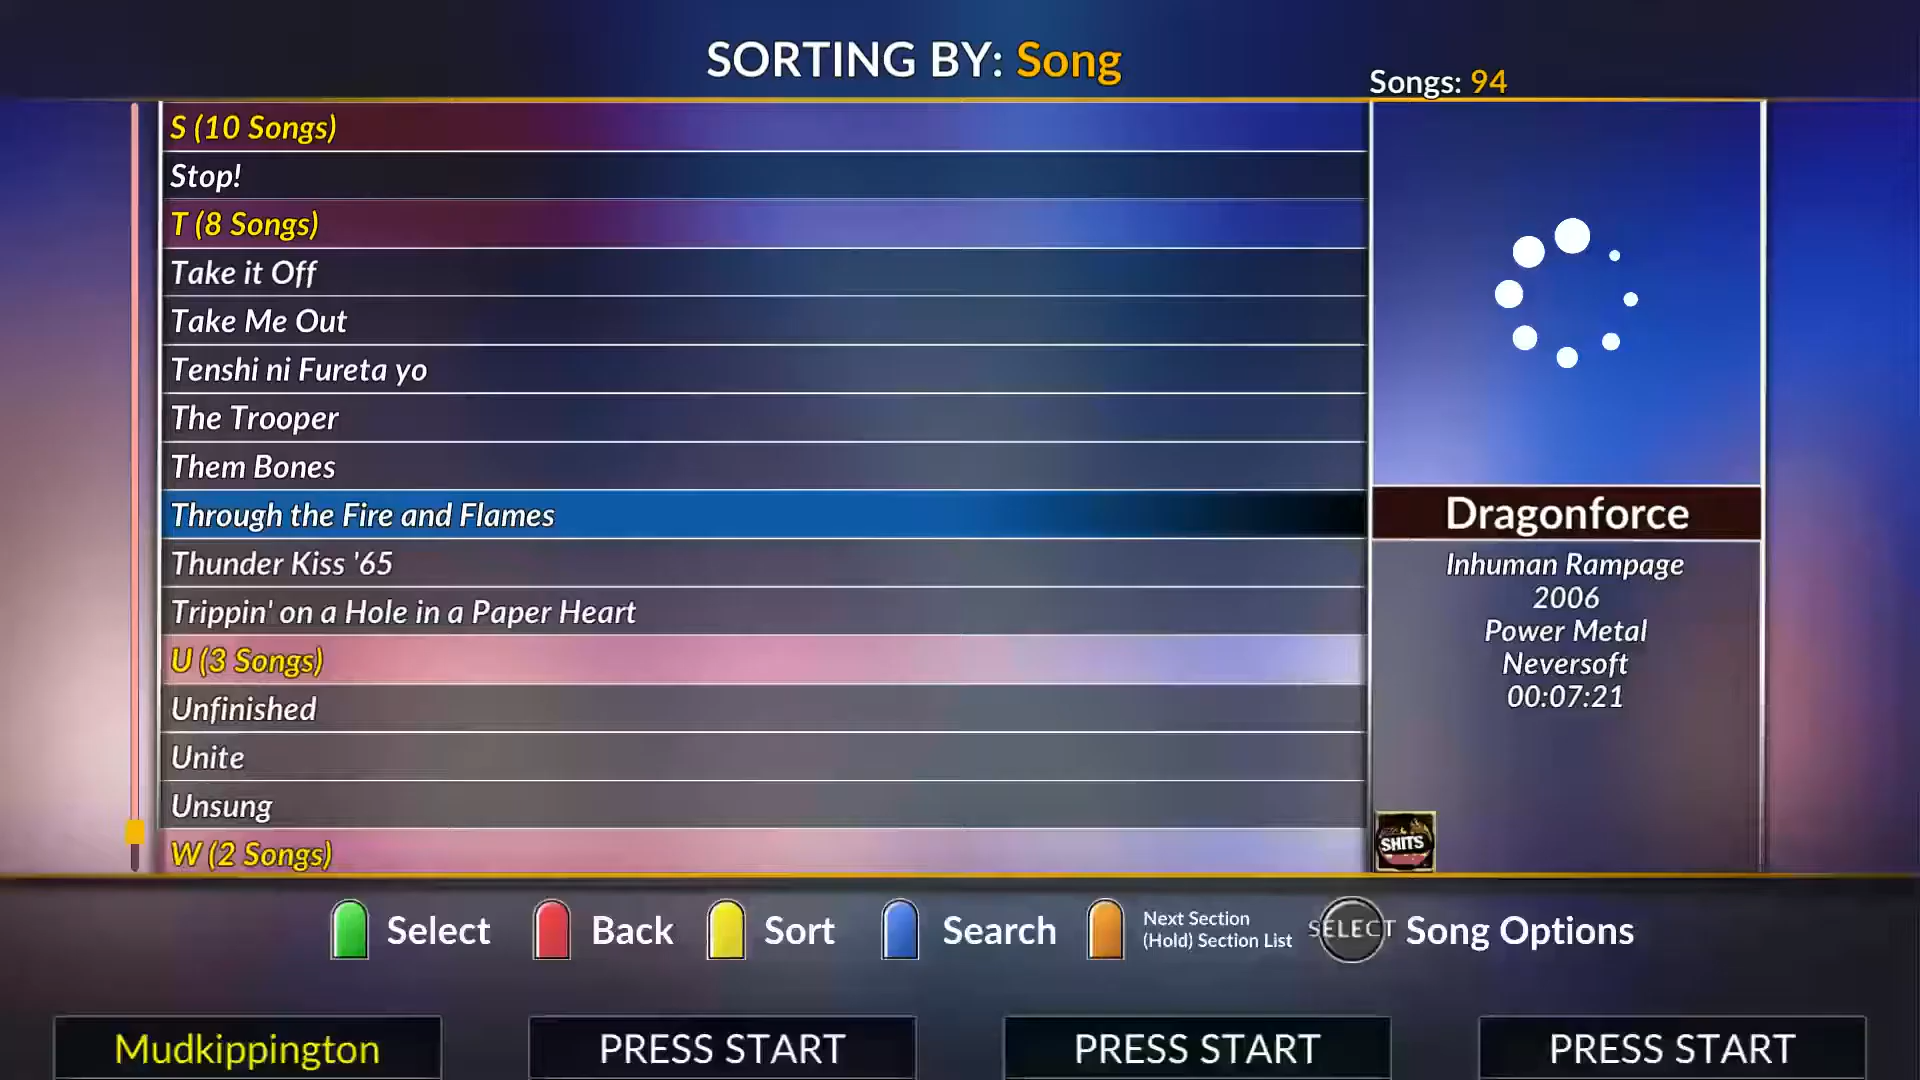 SORTING BY: Song
Songs: 94
S (10 Songs)
Stop!
T (8 Songs)
Take it Off
Take Me Out
Tenshi ni Fureta yo
The Trooper
Them Bones
Through the Fire and Flames
Thunder Kiss '65
Trippin' on a Hole in a Paper Heart
U (3 Songs)
Unfinished
Unite
Unsung
W (2 Songs)
Dragonforce
Inhuman Rampage
2006
Power Metal
Neversoft
00:07:21
SHITS
Select
Back
Sort
Search
Next Section
(Hold) Section List
SELECT
Song Options
Mudkippington
PRESS START
PRESS START
PRESS START